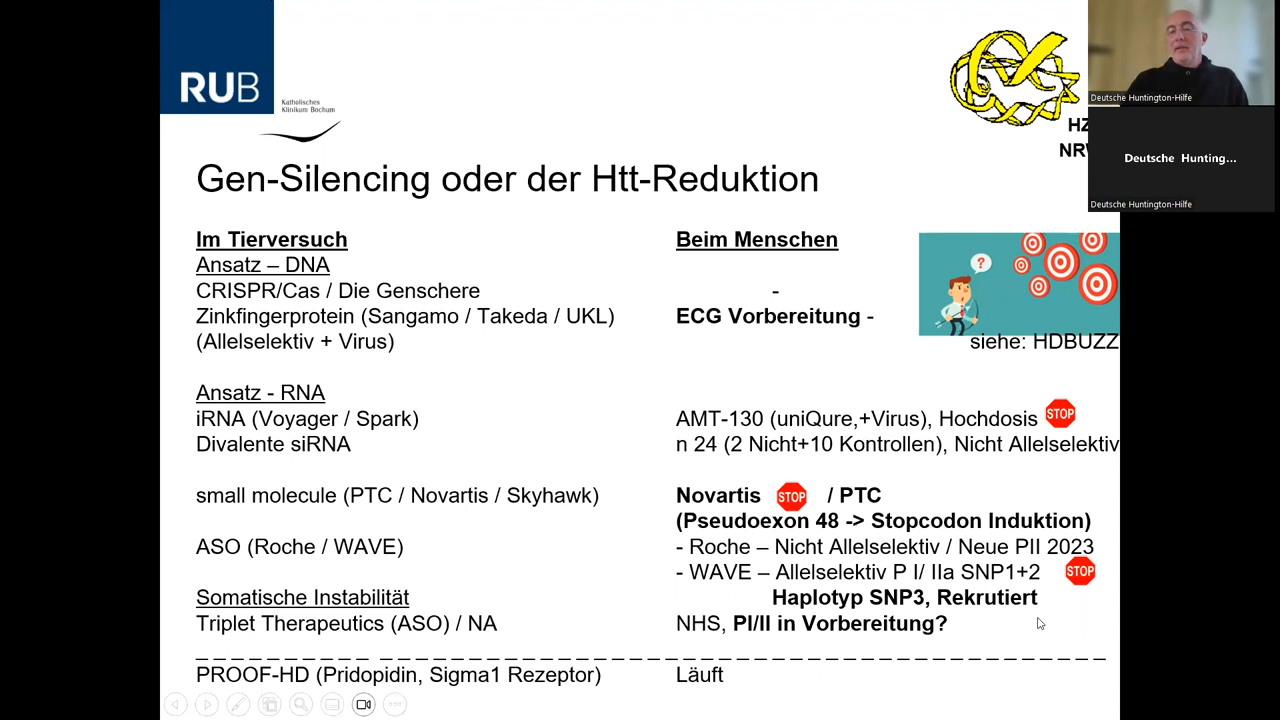 RUB
Katholisches
Klinikum Bochum
HZ
NRW
Deutsche Huntington-Hilfe
Deutsche Hunting...
Deutsche Huntington-Hilfe
Gen-Silencing oder der Htt-Reduktion
Im Tierversuch
Beim Menschen
Ansatz – DNA
CRISPR/Cas / Die Genschere
-
?
Zinkfingerprotein (Sangamo / Takeda / UKL)
ECG Vorbereitung -
(Allelselektiv + Virus)
siehe: HDBUZZ
Ansatz - RNA
iRNA (Voyager / Spark)
AMT-130 (uniQure,+Virus), Hochdosis STOP
Divalente siRNA
n 24 (2 Nicht+10 Kontrollen), Nicht Allelselektiv
small molecule (PTC / Novartis / Skyhawk)
Novartis STOP / PTC
(Pseudoexon 48 -> Stopcodon Induktion)
ASO (Roche / WAVE)
- Roche – Nicht Allelselektiv / Neue PII 2023
- WAVE – Allelselektiv P I/ IIa SNP1+2 STOP
Somatische Instabilität
Haplotyp SNP3, Rekrutiert
Triplet Therapeutics (ASO) / NA
NHS, PI/II in Vorbereitung?
PROOF-HD (Pridopidin, Sigma1 Rezeptor)
Läuft